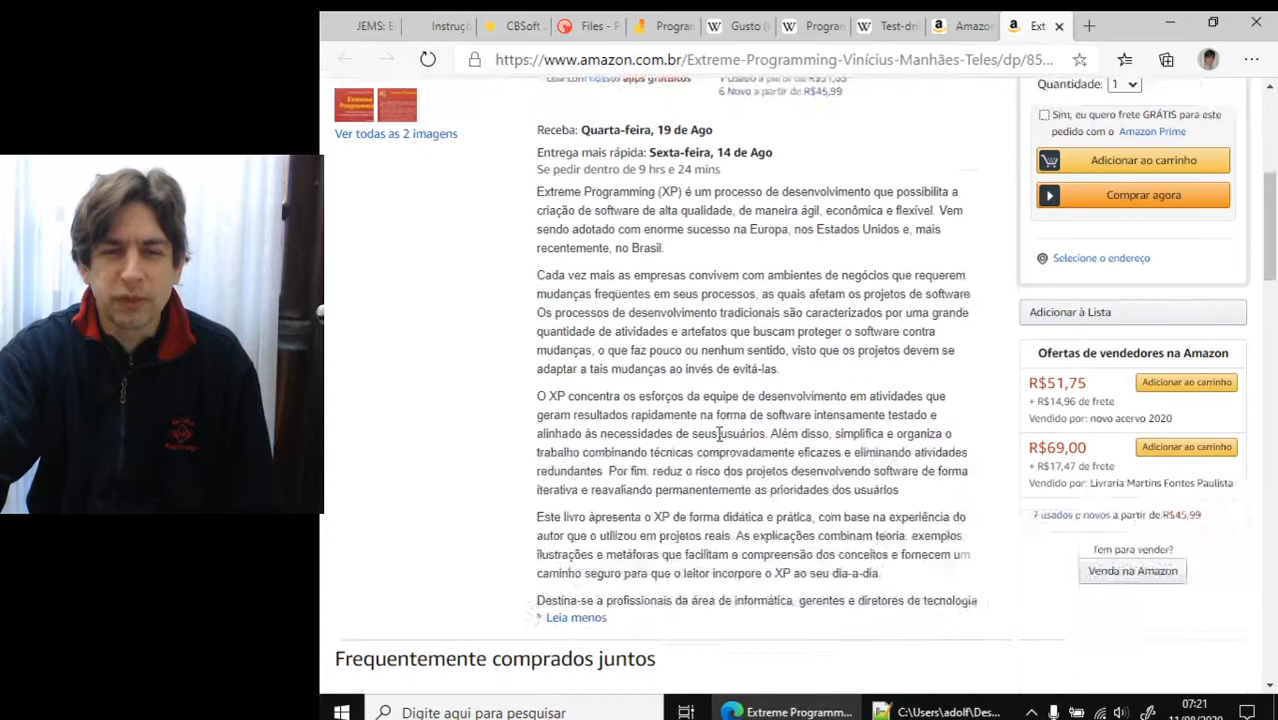 JEMS: E
Instruçõ
CBSoft -
Files - P
Program
Gusto (
Program
Test-dri
Amazon
Ext
https://www.amazon.com.br/Extreme-Programming-Vinícius-Manhães-Teles/dp/85...
6 Novo a partir de R$45,99
Ver todas as 2 imagens
Receba: Quarta-feira, 19 de Ago
Entrega mais rápida: Sexta-feira, 14 de Ago
Se pedir dentro de 9 hrs e 24 mins
Extreme Programming (XP) é um processo de desenvolvimento que possibilita a
criação de software de alta qualidade, de maneira ágil, econômica e flexível. Vem
sendo adotado com enorme sucesso na Europa, nos Estados Unidos e, mais
recentemente, no Brasil.
Cada vez mais as empresas convivem com ambientes de negócios que requerem
mudanças freqüentes em seus processos, as quais afetam os projetos de software
Os processos de desenvolvimento tradicionais são caracterizados por uma grande
quantidade de atividades e artefatos que buscam proteger o software contra
mudanças, o que faz pouco ou nenhum sentido, visto que os projetos devem se
adaptar a tais mudanças ao invés de evitá-las.
O XP concentra os esforços da equipe de desenvolvimento em atividades que
geram resultados rapidamente na forma de software intensamente testado e
alinhado às necessidades de seus usuários. Além disso, simplifica e organiza o
trabalho combinando técnicas comprovadamente eficazes e eliminando atividades
redundantes Por fim, reduz o risco dos projetos desenvolvendo software de forma
iterativa e reavaliando permanentemente as prioridades dos usuários
Este livro apresenta o XP de forma didática e prática, com base na experiência do
autor que o utilizou em projetos reais. As explicações combinam teoria, exemplos,
ilustrações e metáforas que facilitam a compreensão dos conceitos e fornecem um
caminho seguro para que o leitor incorpore o XP ao seu dia-a-dia.
Destina-se a profissionais da área de informática, gerentes e diretores de tecnologia
Leia menos
Frequentemente comprados juntos
Quantidade: 1
Sim, eu quero frete GRÁTIS para este
pedido com o Amazon Prime
Adicionar ao carrinho
Comprar agora
Selecione o endereço
Adicionar à Lista
Ofertas de vendedores na Amazon
R$51,75 Adicionar ao carrinho
+ R$14,96 de frete
Vendido por: novo acervo 2020
R$69,00 Adicionar ao carrinho
+ R$17,47 de frete
Vendido por: Livraria Martins Fontes Paulista
7 usados e novos a partir de R$45,99
Tem para vender?
Venda na Amazon
Digite aqui para pesquisar
Extreme Programm...
C:\Users\adolf\Des...
07:21
11/08/2020